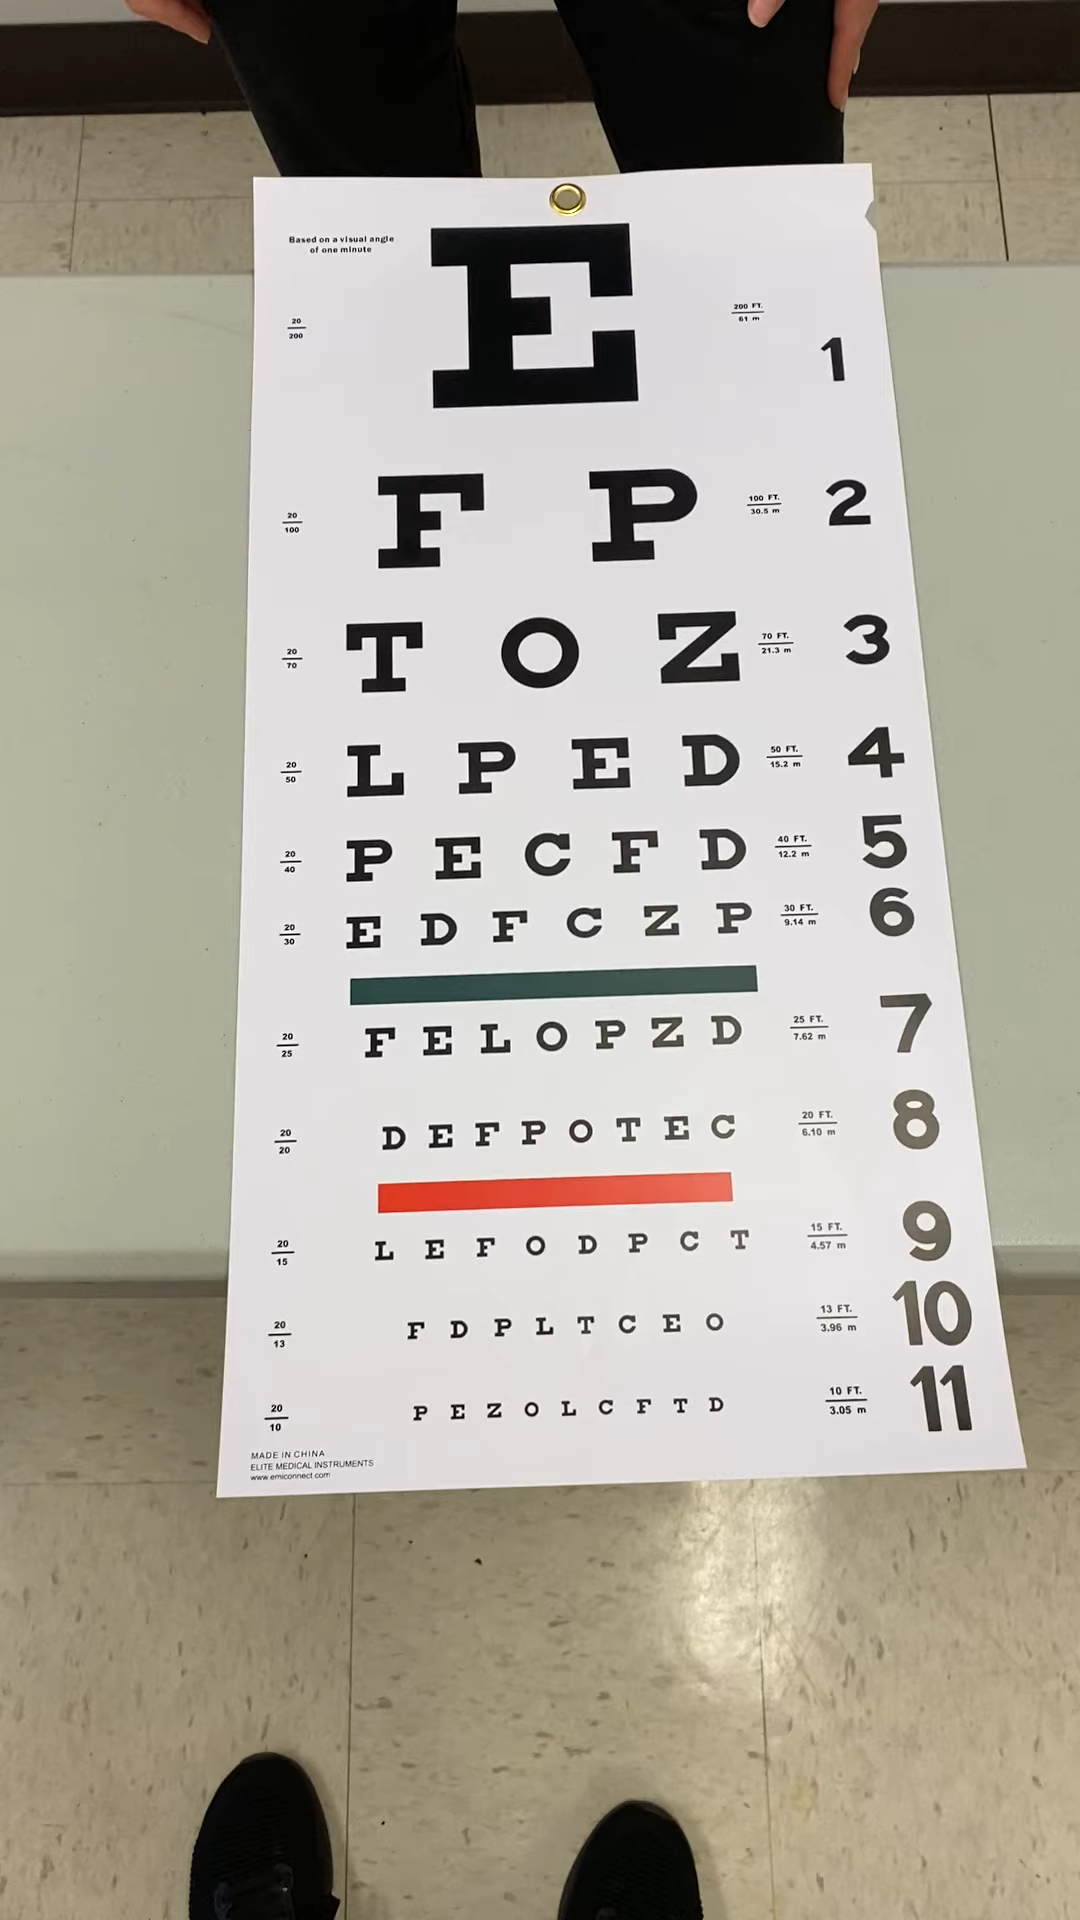 Based on a visual angle
of one minute
E
20
200
200 FT.
61 m
1
F P
20
100
100 FT.
30.5 m
2
T O Z
20
70
70 FT.
21.3 m
3
L P E D
20
50
50 FT.
15.2 m
4
P E C F D
20
40
40 FT.
12.2 m
5
E D F C Z P
20
30
30 FT.
9.14 m
6
F E L O P Z D
20
25
25 FT.
7.62 m
7
D E F P O T E C
20
20
20 FT.
6.10 m
8
L E F O D P C T
20
15
15 FT.
4.57 m
9
F D P L T C E O
20
13
13 FT.
3.96 m
10
P E Z O L C F T D
20
10
10 FT.
3.05 m
11
MADE IN CHINA
ELITE MEDICAL INSTRUMENTS
www.emiconnect.com